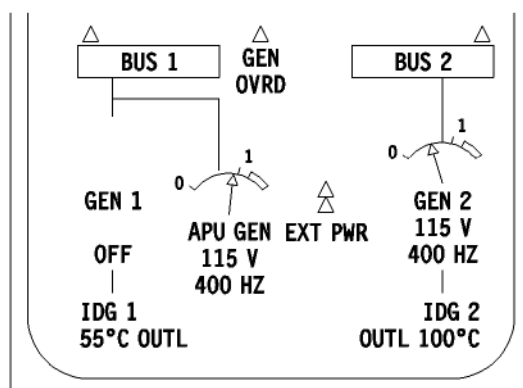 BUS 1
GEN
OVRD
BUS 2
0
1
0
1
GEN 1
OFF
IDG 1
55°C OUTL
APU GEN
115 V
400 HZ
EXT PWR
GEN 2
115 V
400 HZ
IDG 2
OUTL 100°C